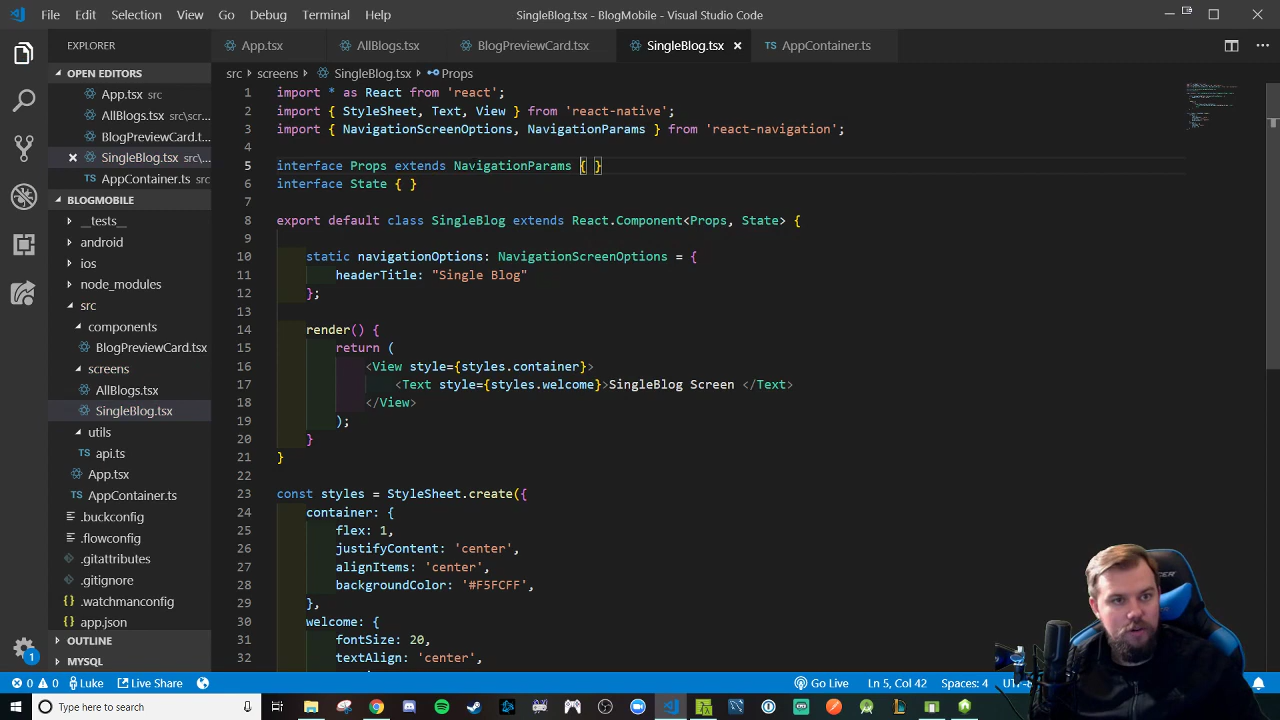 File Edit Selection View Go Debug Terminal Help
SingleBlog.tsx - BlogMobile - Visual Studio Code
EXPLORER
App.tsx
AllBlogs.tsx
BlogPreviewCard.tsx
SingleBlog.tsx
AppContainer.ts
OPEN EDITORS
App.tsx src
AllBlogs.tsx src\scr...
BlogPreviewCard.t...
SingleBlog.tsx src\...
AppContainer.ts src
BLOGMOBILE
__tests__
android
ios
node_modules
src
components
BlogPreviewCard.tsx
screens
AllBlogs.tsx
SingleBlog.tsx
utils
api.ts
App.tsx
AppContainer.ts
.buckconfig
.flowconfig
.gitattributes
.gitignore
.watchmanconfig
app.json
OUTLINE
MYSQL
src screens SingleBlog.tsx Props
1 import * as React from 'react';
2 import { StyleSheet, Text, View } from 'react-native';
3 import { NavigationScreenOptions, NavigationParams } from 'react-navigation';
4
5 interface Props extends NavigationParams { }
6 interface State { }
7
8 export default class SingleBlog extends React.Component<Props, State> {
9
10 static navigationOptions: NavigationScreenOptions = {
11 headerTitle: "Single Blog"
12 };
13
14 render() {
15 return (
16 <View style={styles.container}>
17 <Text style={styles.welcome}>SingleBlog Screen </Text>
18 </View>
19 );
20 }
21 }
22
23 const styles = StyleSheet.create({
24 container: {
25 flex: 1,
26 justifyContent: 'center',
27 alignItems: 'center',
28 backgroundColor: '#F5FCFF',
29 },
30 welcome: {
31 fontSize: 20,
32 textAlign: 'center',
1
0 0 Luke Live Share
Go Live Ln 5, Col 42 Spaces: 4
Type here to search